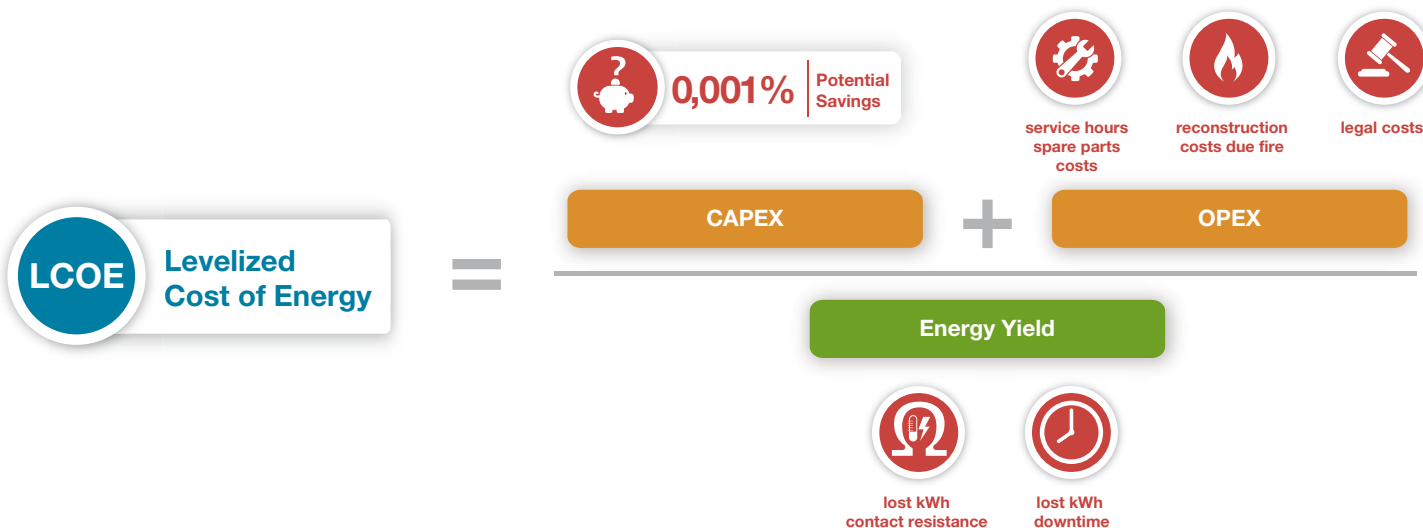 ?
0,001%
Potential
Savings
service hours
spare parts
costs
reconstruction
costs due fire
legal costs
CAPEX
+
OPEX
LCOE
Levelized
Cost of Energy
=
Energy Yield
Ω
lost kWh
contact resistance
lost kWh
downtime